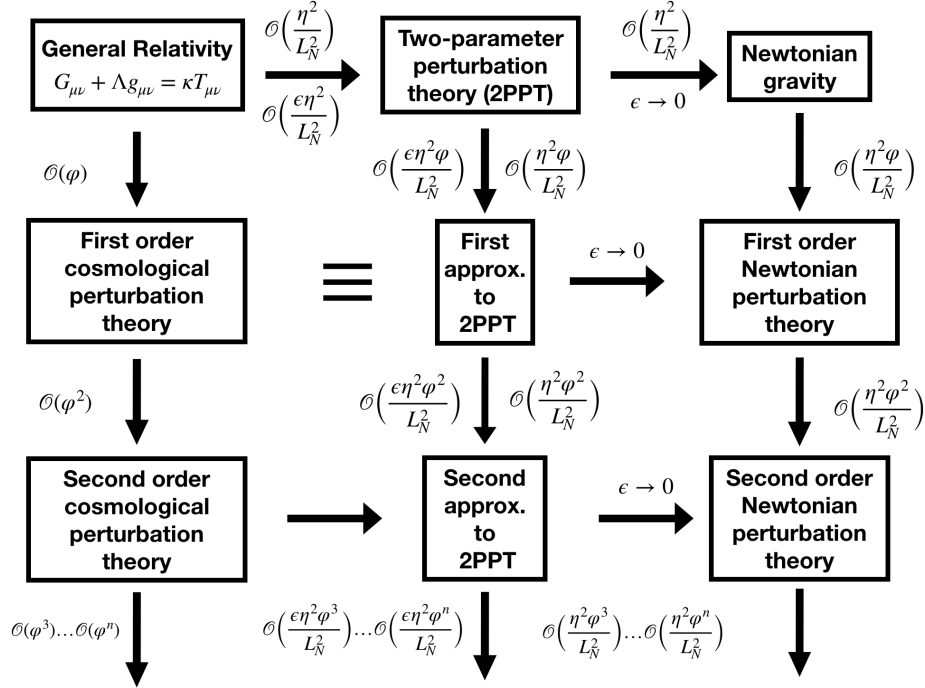 General Relativity
G_{μν} + Λg_{μν} = κT_{μν}
𝒪(η²/L_N²)
𝒪(ϵη²/L_N²)
Two-parameter
perturbation
theory (2PPT)
𝒪(η²/L_N²)
ϵ → 0
Newtonian
gravity
𝒪(φ)
𝒪(ϵη²φ/L_N²)
𝒪(η²φ/L_N²)
𝒪(η²φ/L_N²)
First order
cosmological
perturbation
theory
≡
First
approx.
to
2PPT
ϵ → 0
First order
Newtonian
perturbation
theory
𝒪(φ²)
𝒪(ϵη²φ²/L_N²)
𝒪(η²φ²/L_N²)
𝒪(η²φ²/L_N²)
Second order
cosmological
perturbation
theory
Second
approx.
to
2PPT
ϵ → 0
Second order
Newtonian
perturbation
theory
𝒪(φ³)…𝒪(φⁿ)
𝒪(ϵη²φ³/L_N²)…𝒪(ϵη²φⁿ/L_N²)
𝒪(η²φ³/L_N²)…𝒪(η²φⁿ/L_N²)